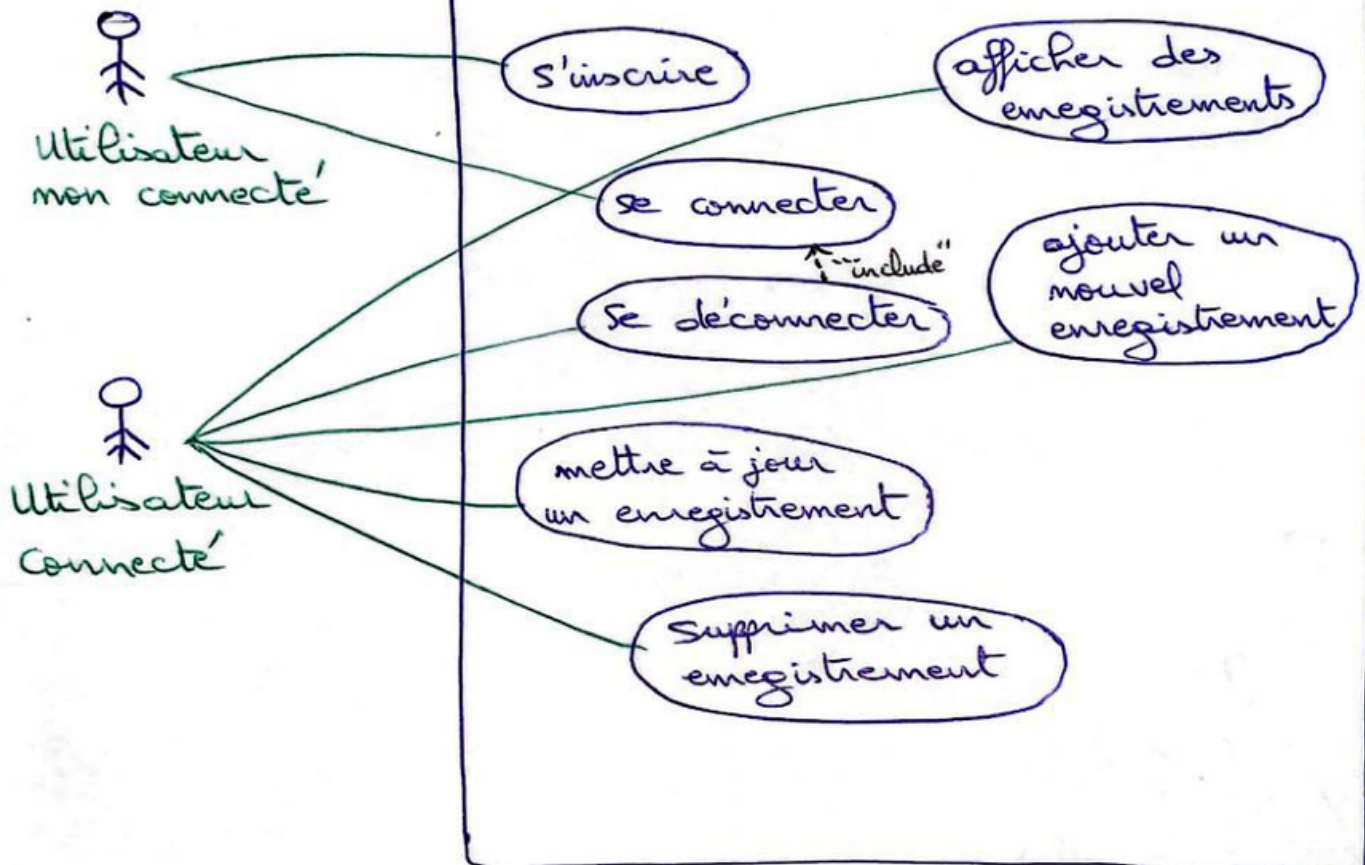 s'inscrire
afficher des
enregistrements
Utilisateur
non connecté
se connecter
"include"
ajouter un
nouvel
enregistrement
se déconnecter
mettre à jour
un enregistrement
Utilisateur
connecté
Supprimer un
enregistrement